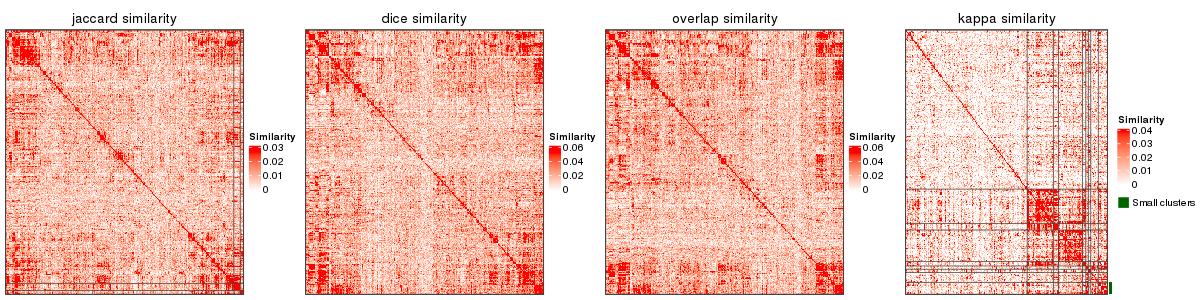 jaccard similarity
Similarity
0.03
0.02
0.01
0
dice similarity
Similarity
0.06
0.04
0.02
0
overlap similarity
Similarity
0.06
0.04
0.02
0
kappa similarity
Similarity
0.04
0.03
0.02
0.01
0
Small clusters